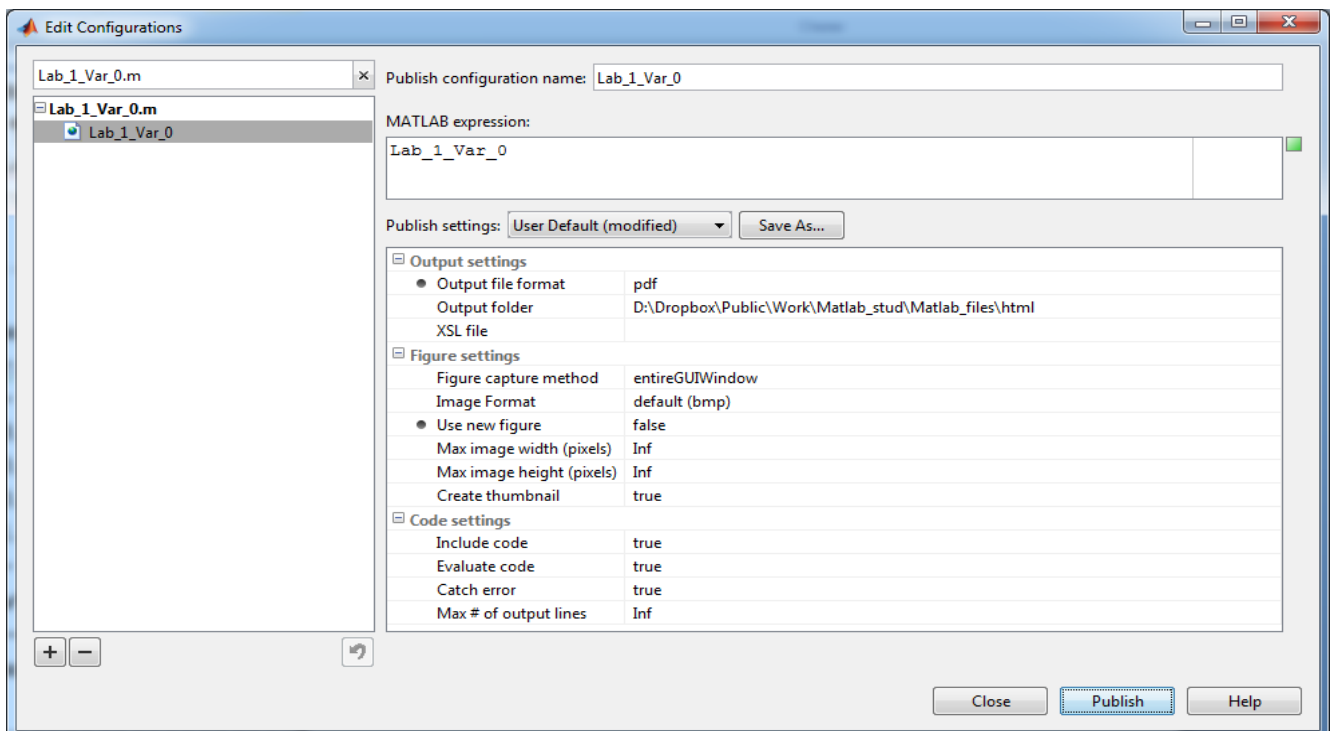 Edit Configurations
Lab_1_Var_0.m
Lab_1_Var_0.m
Lab_1_Var_0
Publish configuration name: Lab_1_Var_0
MATLAB expression:
Lab_1_Var_0
Publish settings: User Default (modified) Save As...
Output settings
Output file format pdf
Output folder D:\Dropbox\Public\Work\Matlab_stud\Matlab_files\html
XSL file
Figure settings
Figure capture method entireGUIWindow
Image Format default (bmp)
Use new figure false
Max image width (pixels) Inf
Max image height (pixels) Inf
Create thumbnail true
Code settings
Include code true
Evaluate code true
Catch error true
Max # of output lines Inf
Close Publish Help